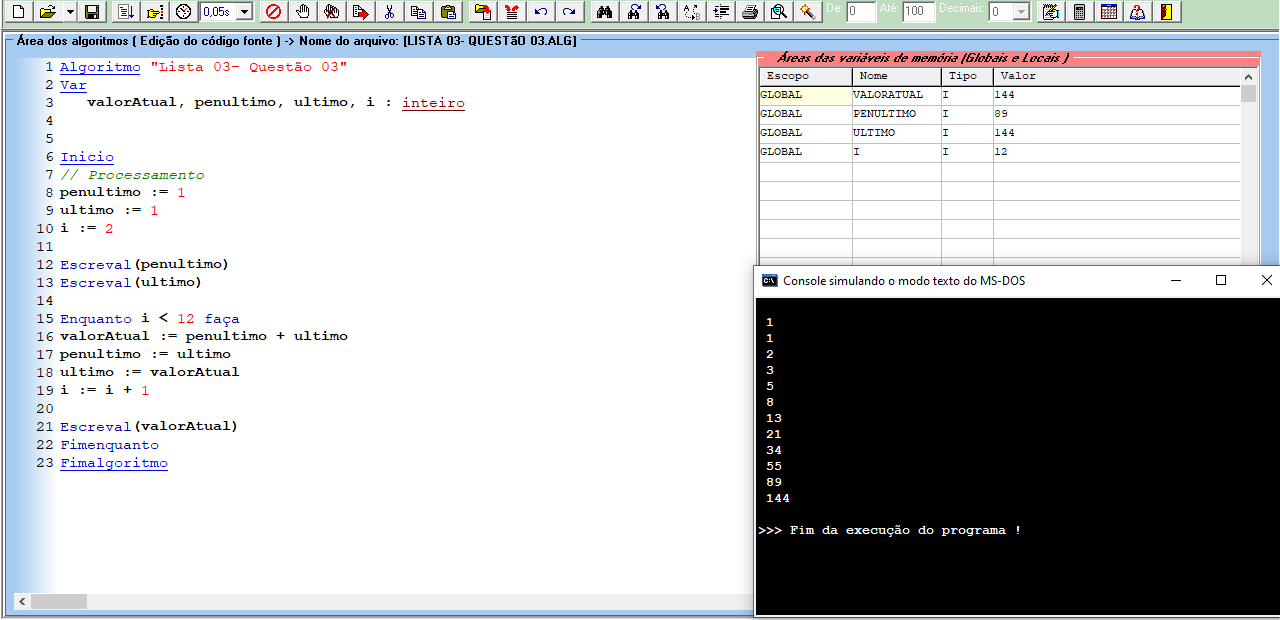 0,05s De: 0 Até: 100 Decimais: 0
Área dos algoritmos ( Edição do código fonte ) -> Nome do arquivo: [LISTA 03- QUESTÃO 03.ALG]
1 Algoritmo "Lista 03- Questão 03"
2 Var
3 valorAtual, penultimo, ultimo, i : inteiro
4
5
6 Inicio
7 // Processamento
8 penultimo := 1
9 ultimo := 1
10 i := 2
11
12 Escreval(penultimo)
13 Escreval(ultimo)
14
15 Enquanto i < 12 faça
16 valorAtual := penultimo + ultimo
17 penultimo := ultimo
18 ultimo := valorAtual
19 i := i + 1
20
21 Escreval(valorAtual)
22 Fimenquanto
23 Fimalgoritmo
Áreas das variáveis de memória (Globais e Locais )
Escopo Nome Tipo Valor
GLOBAL VALORATUAL I 144
GLOBAL PENULTIMO I 89
GLOBAL ULTIMO I 144
GLOBAL I I 12
C:\ Console simulando o modo texto do MS-DOS
1
1
2
3
5
8
13
21
34
55
89
144
>>> Fim da execução do programa !